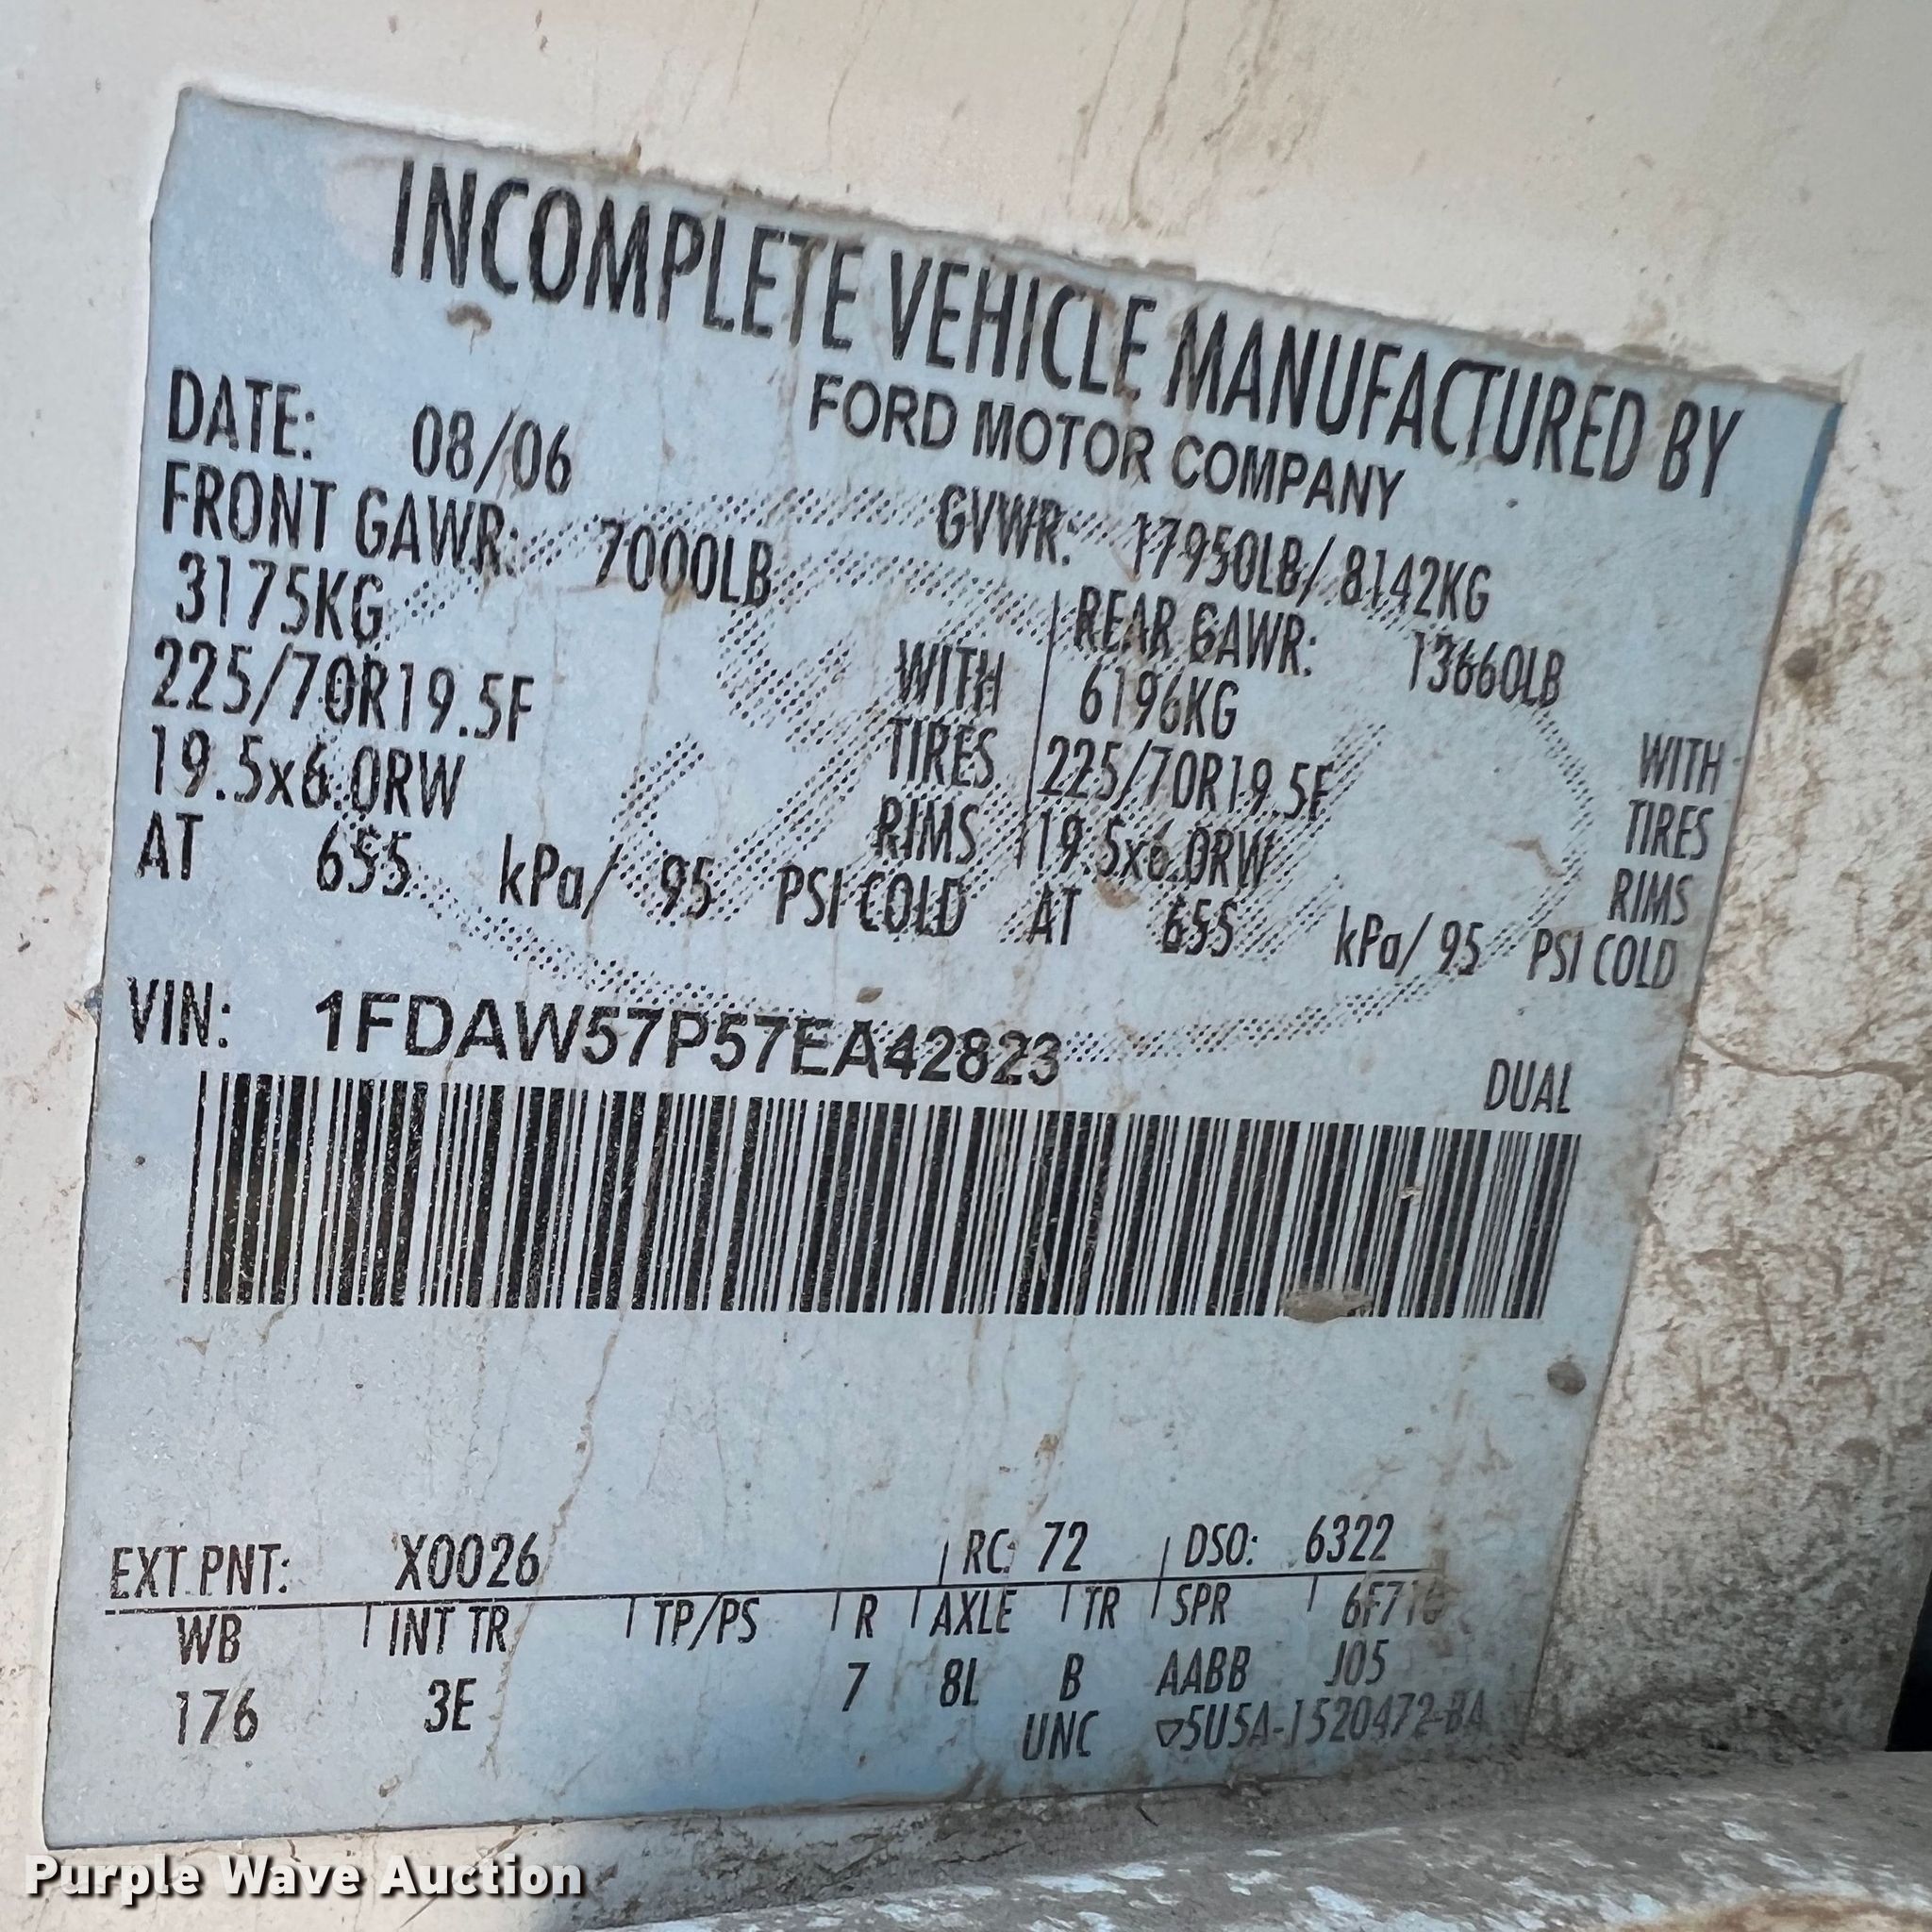 INCOMPLETE VEHICLE MANUFACTURED BY
FORD MOTOR COMPANY
DATE: 08/06
GVWR: 17950LB/ 8142KG
FRONT GAWR: 7000LB
3175KG
WITH
225/70R19.5F
TIRES
19.5x6.0RW
RIMS
AT 655 kPa/ 95 PSI COLD
REAR GAWR: 13660LB
6196KG
WITH
225/70R19.5F
TIRES
19.5x6.0RW
RIMS
AT 655 kPa/ 95 PSI COLD
VIN: 1FDAW57P57EA42823
DUAL
EXT PNT: X0026 RC: 72 DSO: 6322
WB INT TR TP/PS R AXLE TR SPR
176 3E 7 8L B AABB J05
UNC 5U5A-1520472-BA
Purple Wave Auction